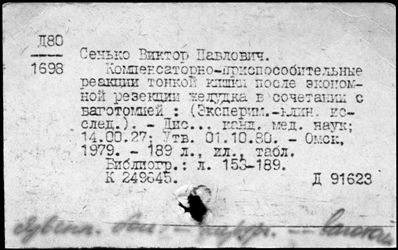 Д80
1698
Сенько Виктор Павлович.
Компенсаторно-приспособительные
реакции тонкой кишки после эконом-
ной резекции желудка в сочетании с
ваготомией : (Эксперим.-клин. ис-
след.). - Дис... канд. мед. наук;
14.00.27; Утв. 01.10.80. - Омск,
1979. - 189 л., ил., табл.
Библиогр.: л. 153-189.
К 249645. Д 91623